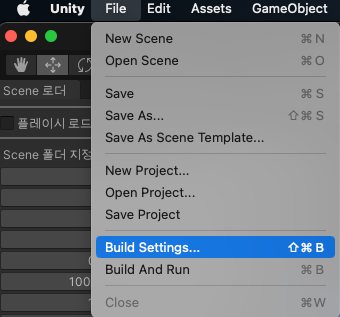 Unity File Edit Assets GameObject
New Scene ⌘ N
Open Scene ⌘ O
Scene 로더
Save ⌘ S
Save As... ⇧ ⌘ S
플레이시 로드
Save As Scene Template...
Scene 폴더 지정
New Project...
Open Project...
Save Project
Build Settings... ⇧ ⌘ B
Build And Run ⌘ B
100
Close ⌘W